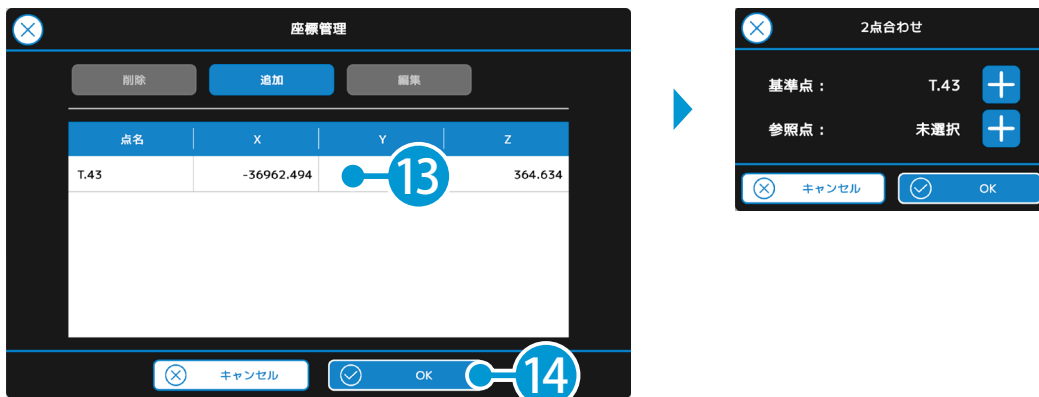 座標管理
削除 追加 編集
点名 X Y Z
T.43 -36962.494 13 364.634
キャンセル OK 14
2点合わせ
基準点： T.43
参照点： 未選択
キャンセル OK